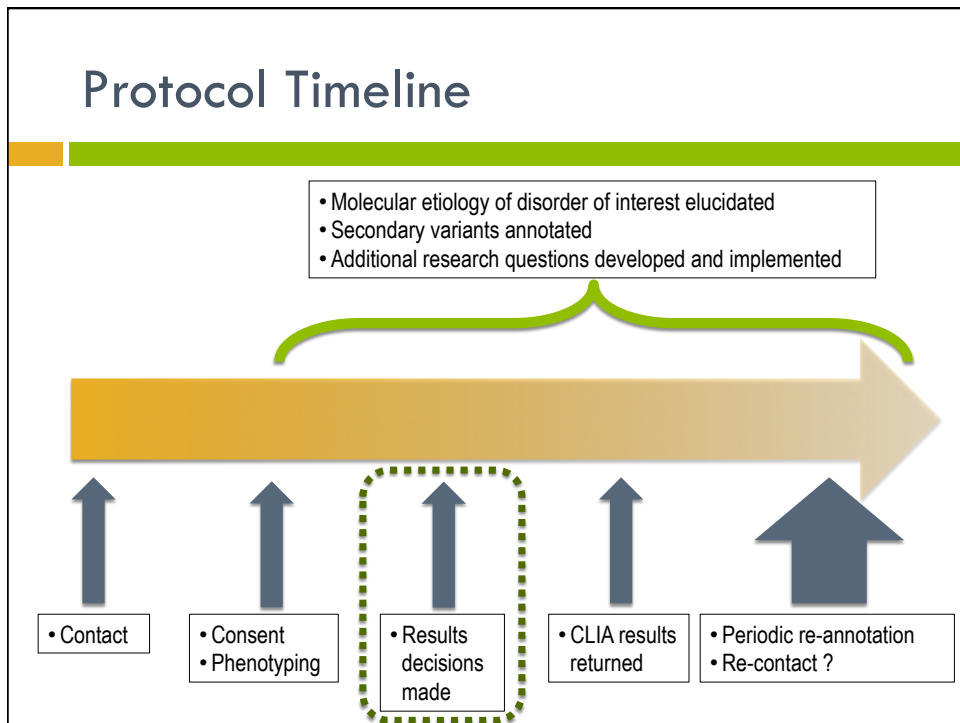 Protocol Timeline
• Molecular etiology of disorder of interest elucidated
• Secondary variants annotated
• Additional research questions developed and implemented
• Contact
• Consent
• Phenotyping
• Results
decisions
made
• CLIA results
returned
• Periodic re-annotation
• Re-contact ?